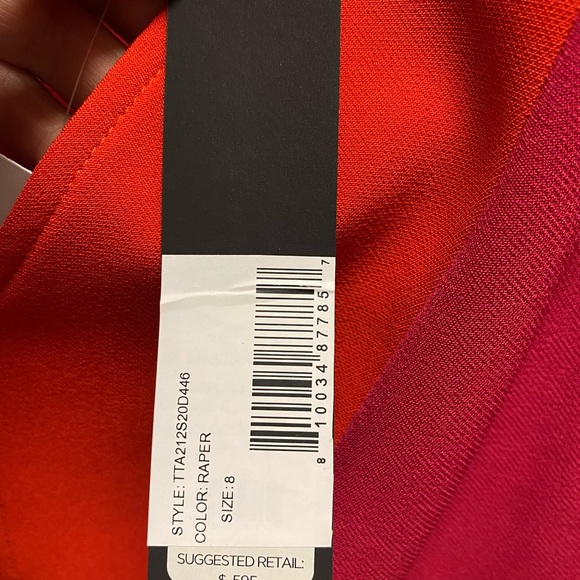 STYLE: TTA212S20D446
COLOR: RAPER
SIZE: 8
8 10034 87785 7
SUGGESTED RETAIL: